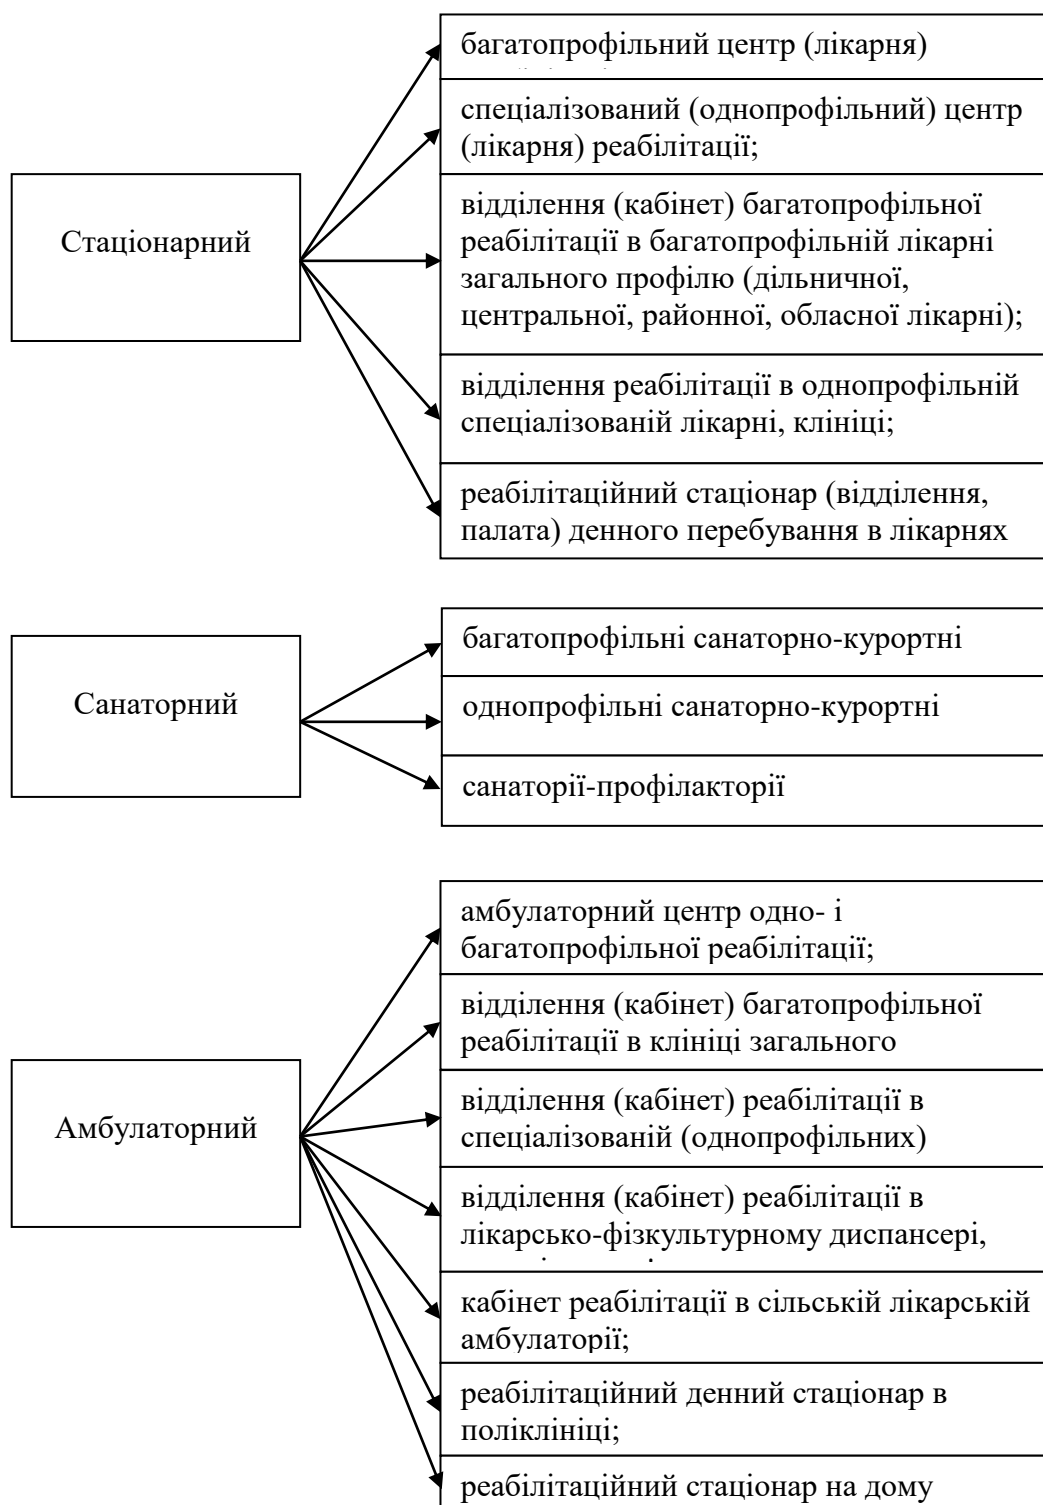 Стаціонарний
багатопрофільний центр (лікарня)
спеціалізований (однопрофільний) центр
(лікарня) реабілітації;
відділення (кабінет) багатопрофільної
реабілітації в багатопрофільній лікарні
загального профілю (дільничної,
центральної, районної, обласної лікарні);
відділення реабілітації в однопрофільній
спеціалізованій лікарні, клініці;
реабілітаційний стаціонар (відділення,
палата) денного перебування в лікарнях
Санаторний
багатопрофільні санаторно-курортні
однопрофільні санаторно-курортні
санаторії-профілакторії
Амбулаторний
амбулаторний центр одно- і
багатопрофільної реабілітації;
відділення (кабінет) багатопрофільної
реабілітації в клініці загального
відділення (кабінет) реабілітації в
спеціалізованій (однопрофільних)
відділення (кабінет) реабілітації в
лікарсько-фізкультурному диспансері,
кабінет реабілітації в сільській лікарській
амбулаторії;
реабілітаційний денний стаціонар в
поліклініці;
реабілітаційний стаціонар на дому